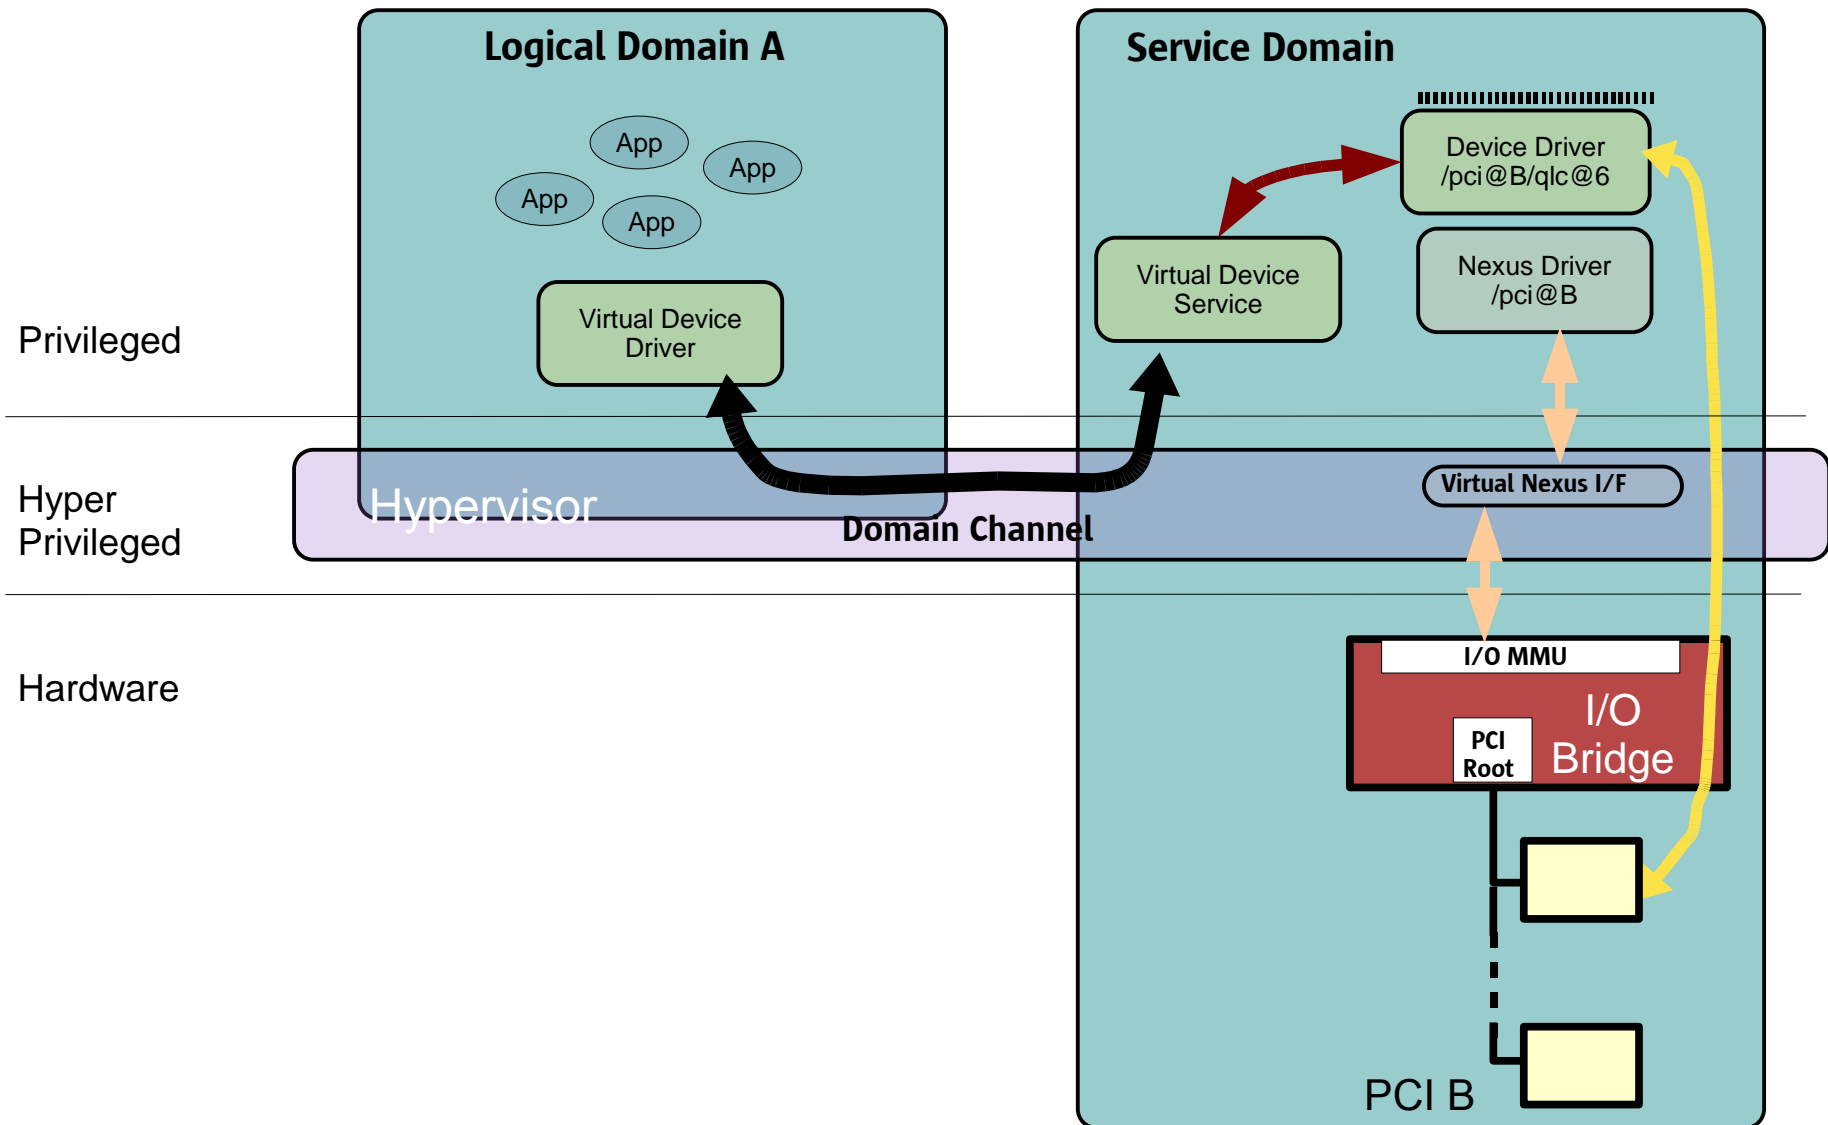 Logical Domain A
Service Domain
App
App
App
App
Device Driver
/pci@B/qlc@6
Virtual Device
Service
Nexus Driver
/pci@B
Virtual Device
Driver
Privileged
Hyper
Privileged
Hypervisor
Domain Channel
Virtual Nexus I/F
Hardware
I/O MMU
I/O
Bridge
PCI
Root
PCI B